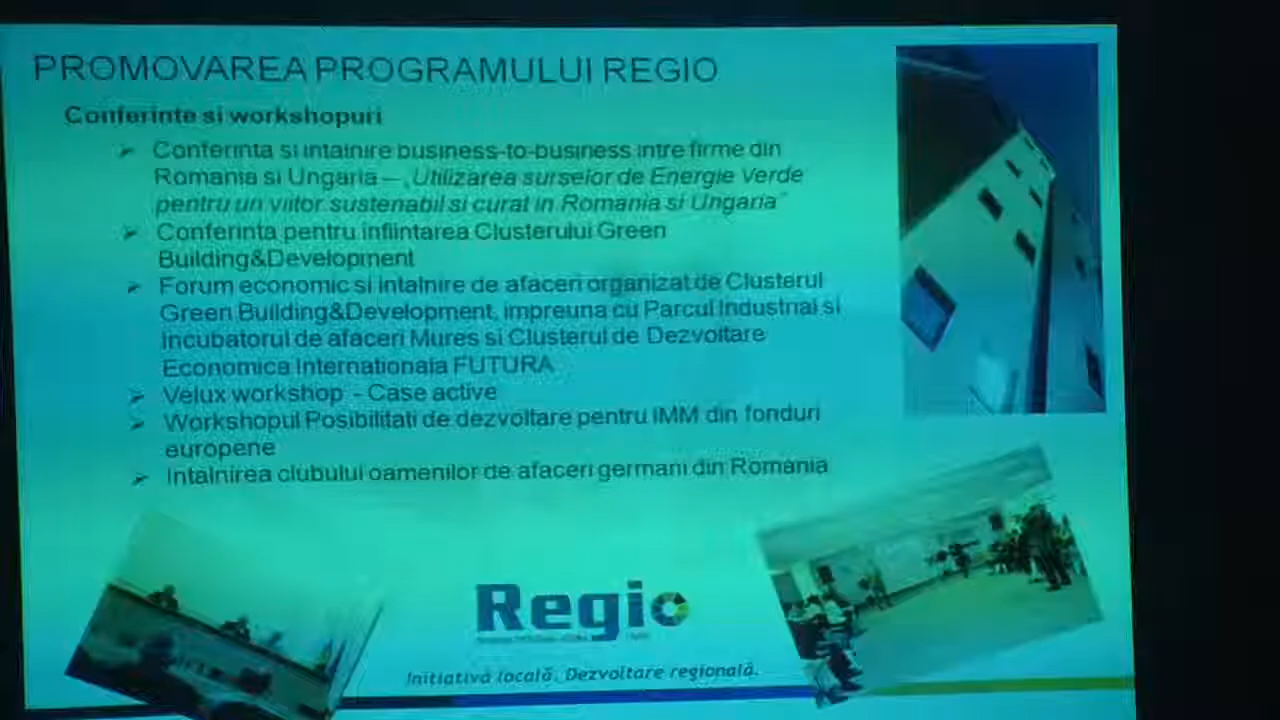 PROMOVAREA PROGRAMULUI REGIO
Conferinte si workshopuri
➢ Conferinta si intalnire business-to-business intre firme din
Romania si Ungaria – „Utilizarea surselor de Energie Verde
pentru un viitor sustenabil si curat in Romania si Ungaria”
➢ Conferinta pentru infiintarea Clusterului Green
Building&Development
➢ Forum economic si intalnire de afaceri organizat de Clusterul
Green Building&Development, impreuna cu Parcul Industrial si
Incubatorul de afaceri Mures si Clusterul de Dezvoltare
Economica Internationala FUTURA
➢ Velux workshop - Case active
➢ Workshopul Posibilitati de dezvoltare pentru IMM din fonduri
europene
➢ Intalnirea clubului oamenilor de afaceri germani din Romania
Regio
Initiativă locală. Dezvoltare regională.